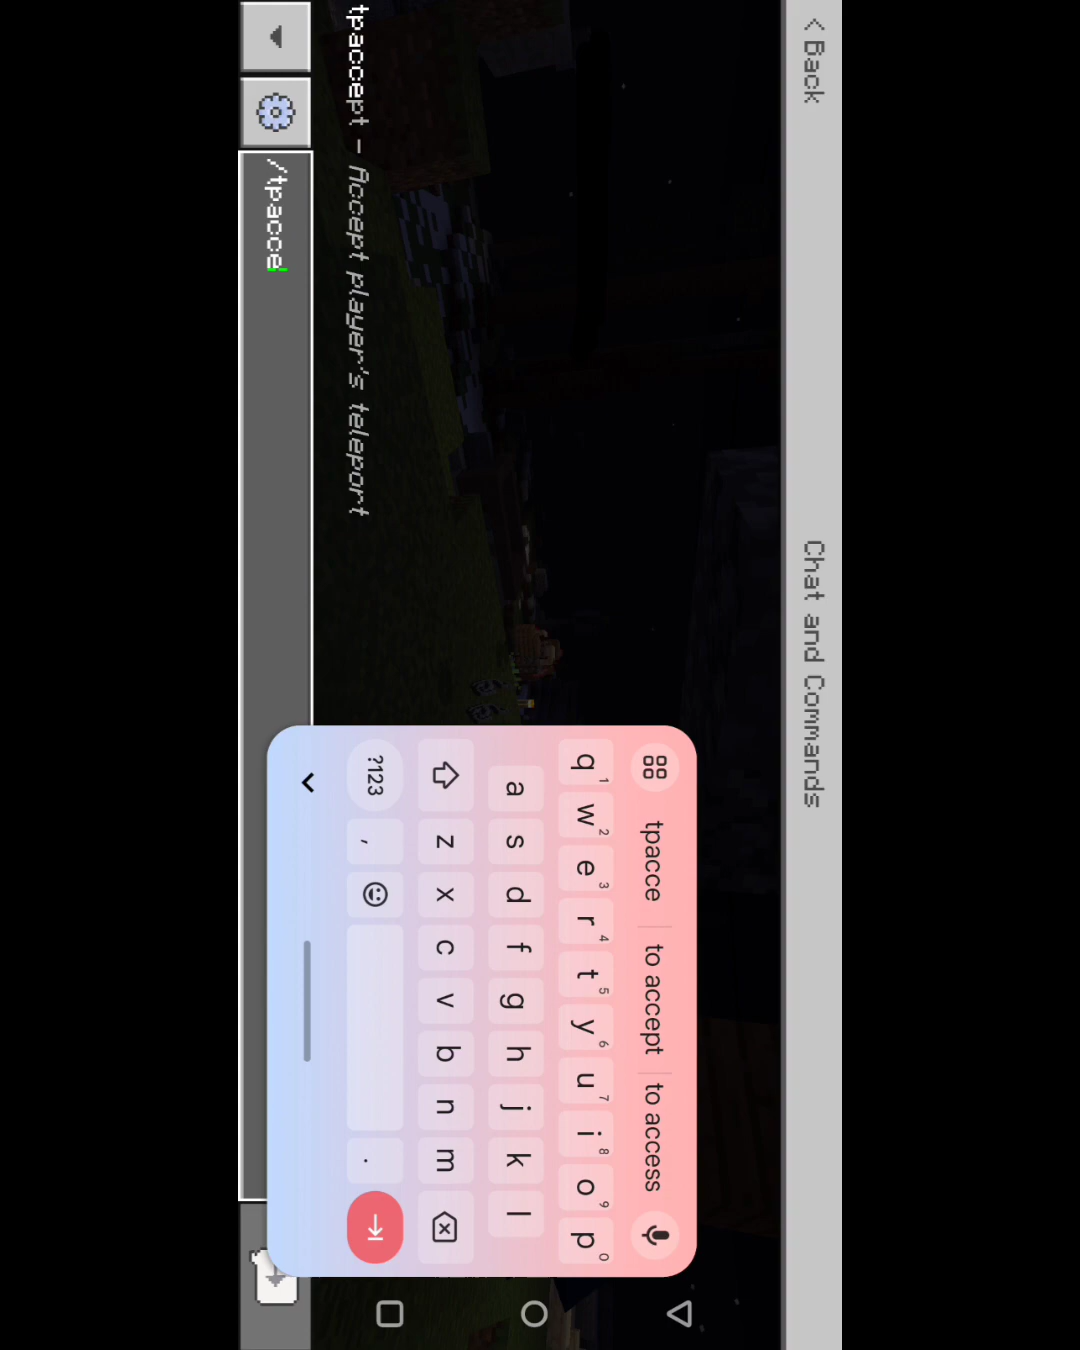 < Back
Chat and Commands
tpaccept - Accept player's teleport
/tpacce
tpacce
to accept
to access
q 1 w 2 e 3 r 4 t 5 y 6 u 7 i 8 o 9 p 0
a s d f g h j k l
z x c v b n m
?123 , .